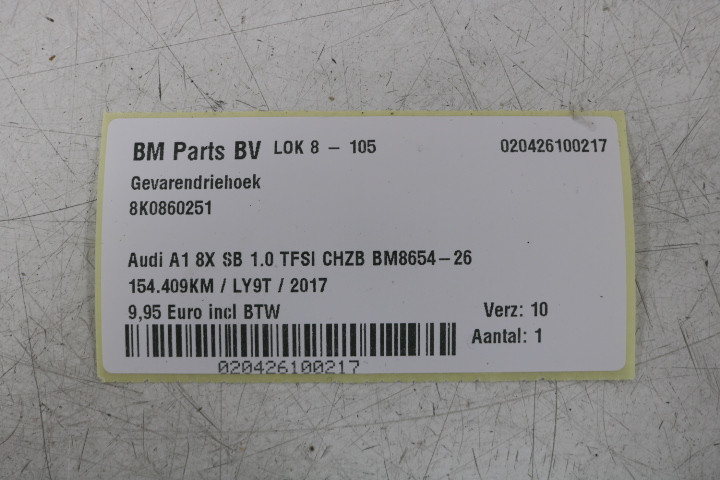 BM Parts BV LOK 8 - 105 020426100217
Gevarendriehoek
8K0860251
Audi A1 8X SB 1.0 TFSI CHZB BM8654-26
154.409KM / LY9T / 2017
9,95 Euro incl BTW Verz: 10
Aantal: 1
020426100217